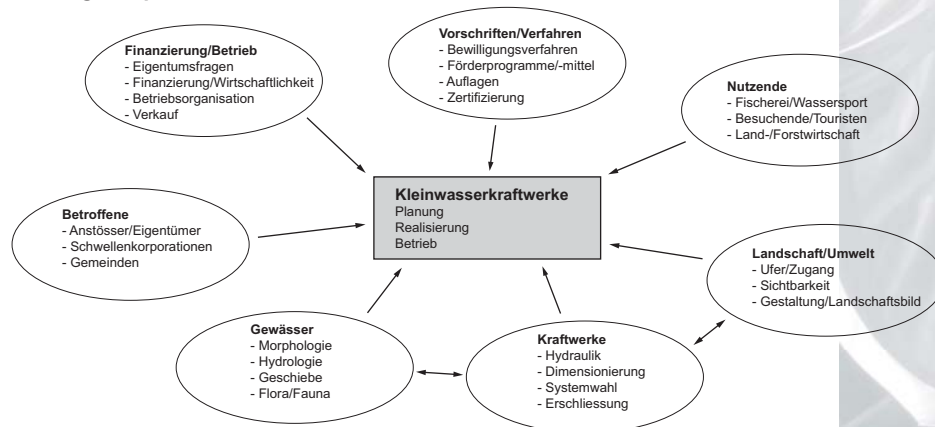 Vorschriften/Verfahren
- Bewilligungsverfahren
- Förderprogramme/-mittel
- Auflagen
- Zertifizierung
Finanzierung/Betrieb
- Eigentumsfragen
- Finanzierung/Wirtschaftlichkeit
- Betriebsorganisation
- Verkauf
Nutzende
- Fischerei/Wassersport
- Besuchende/Touristen
- Land-/Forstwirtschaft
Kleinwasserkraftwerke
Planung
Realisierung
Betrieb
Betroffene
- Anstösser/Eigentümer
- Schwellenkorporationen
- Gemeinden
Landschaft/Umwelt
- Ufer/Zugang
- Sichtbarkeit
- Gestaltung/Landschaftsbild
Gewässer
- Morphologie
- Hydrologie
- Geschiebe
- Flora/Fauna
Kraftwerke
- Hydraulik
- Dimensionierung
- Systemwahl
- Erschliessung